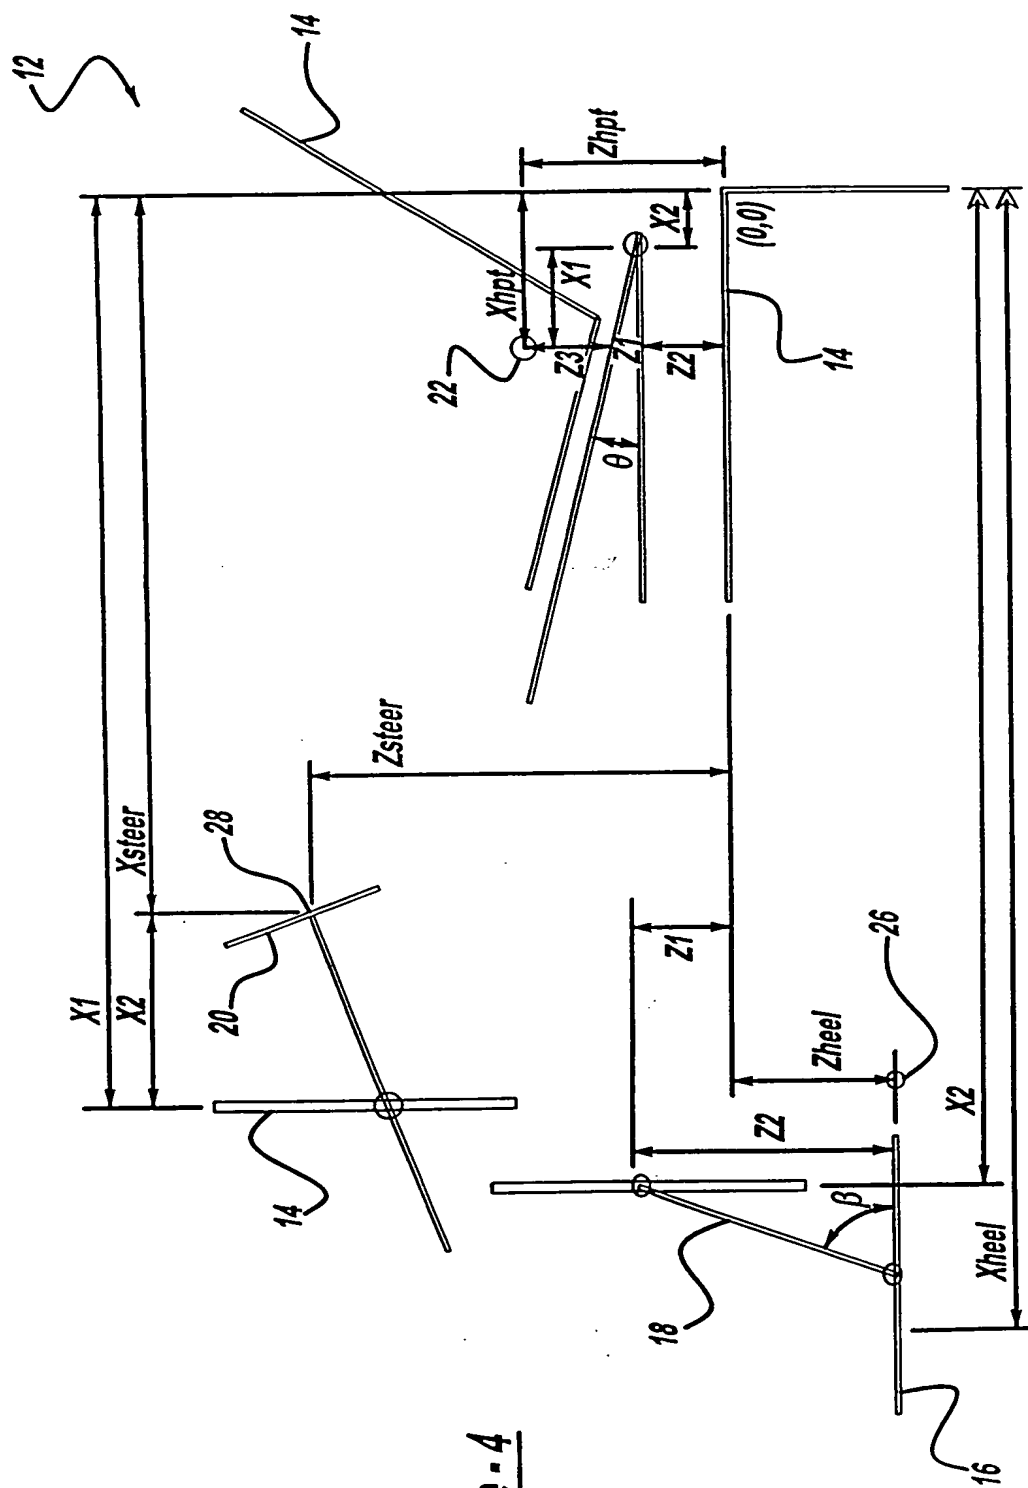 12
14
X1
Xsteer
X2
28
20
14
Zsteer
Xhpt
Zhpt
X1
X2
22
Z3
Z1
Z2
θ
(0,0)
14
Z1
26
Zheel
Z2
X2
18
β
Xheel
16
- 4